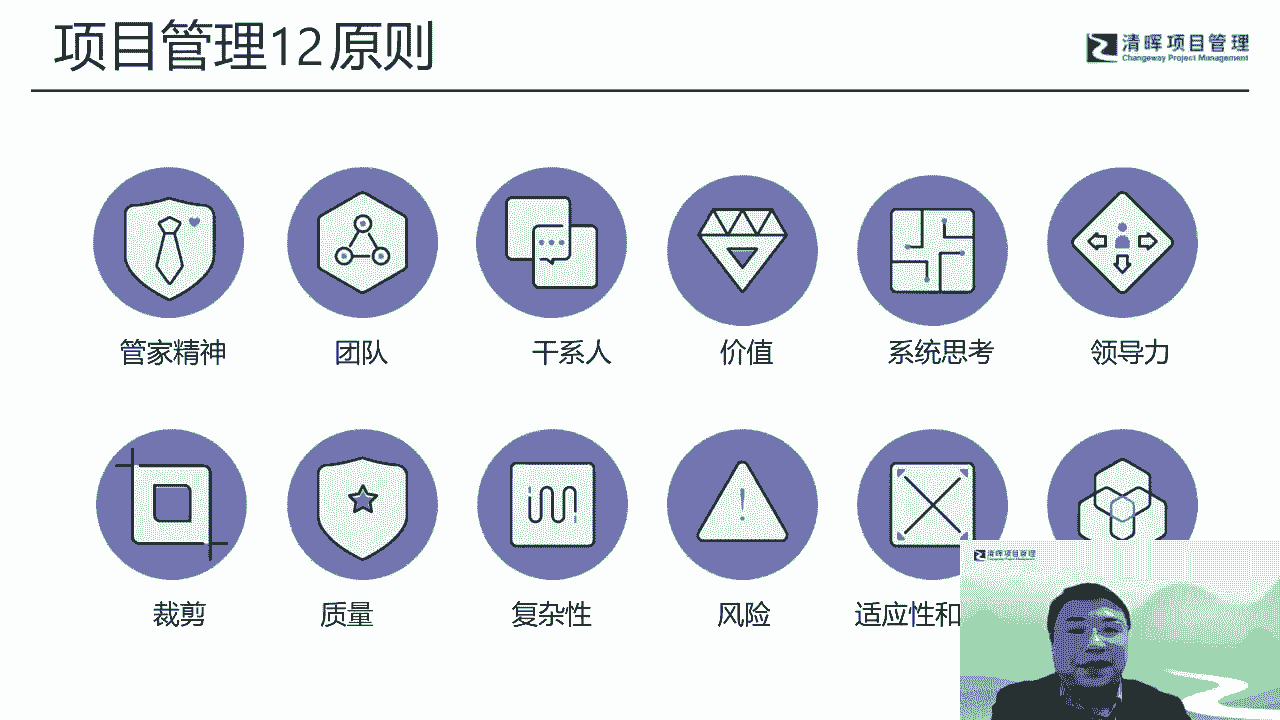 项目管理12原则
清晖项目管理
Changeway Project Management
管家精神
团队
干系人
价值
系统思考
领导力
裁剪
质量
复杂性
风险
适应性和
清晖项目管理